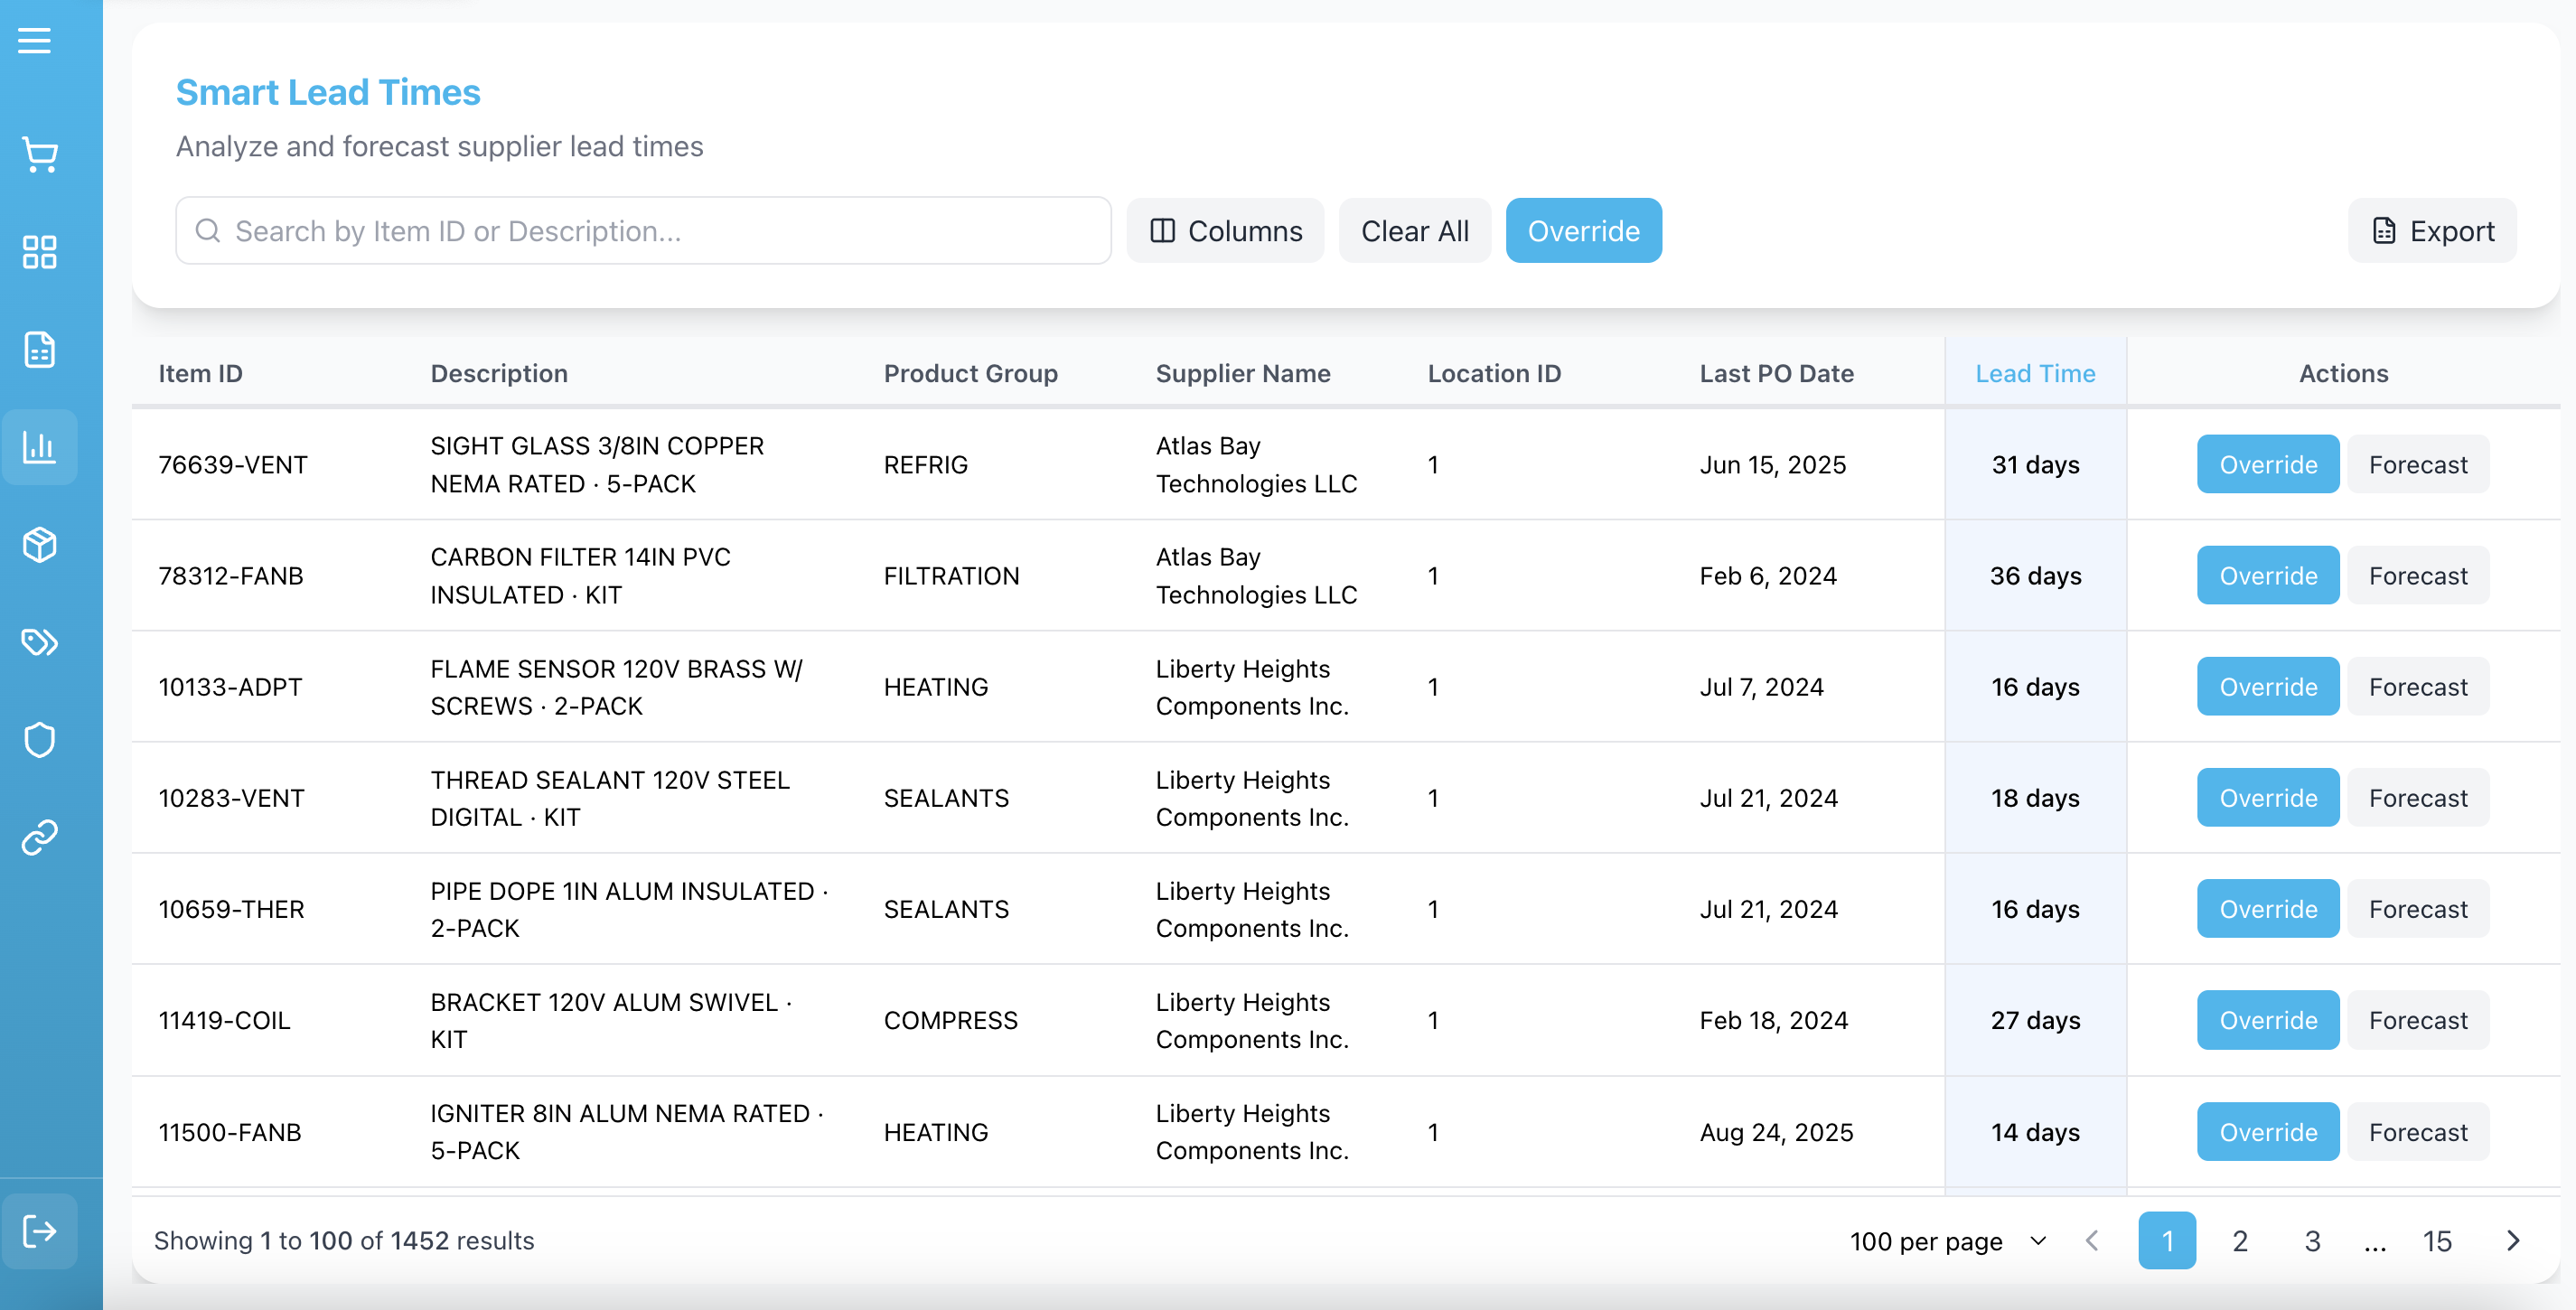 Smart Lead Times
Analyze and forecast supplier lead times
Search by Item ID or Description...
Columns
Clear All
Override
Export
Item ID Description Product Group Supplier Name Location ID Last PO Date Lead Time Actions
76639-VENT SIGHT GLASS 3/8IN COPPER NEMA RATED · 5-PACK REFRIG Atlas Bay Technologies LLC 1 Jun 15, 2025 31 days Override Forecast
78312-FANB CARBON FILTER 14IN PVC INSULATED · KIT FILTRATION Atlas Bay Technologies LLC 1 Feb 6, 2024 36 days Override Forecast
10133-ADPT FLAME SENSOR 120V BRASS W/ SCREWS · 2-PACK HEATING Liberty Heights Components Inc. 1 Jul 7, 2024 16 days Override Forecast
10283-VENT THREAD SEALANT 120V STEEL DIGITAL · KIT SEALANTS Liberty Heights Components Inc. 1 Jul 21, 2024 18 days Override Forecast
10659-THER PIPE DOPE 1IN ALUM INSULATED · 2-PACK SEALANTS Liberty Heights Components Inc. 1 Jul 21, 2024 16 days Override Forecast
11419-COIL BRACKET 120V ALUM SWIVEL · KIT COMPRESS Liberty Heights Components Inc. 1 Feb 18, 2024 27 days Override Forecast
11500-FANB IGNITER 8IN ALUM NEMA RATED · 5-PACK HEATING Liberty Heights Components Inc. 1 Aug 24, 2025 14 days Override Forecast
Showing 1 to 100 of 1452 results
100 per page 1 2 3 ... 15